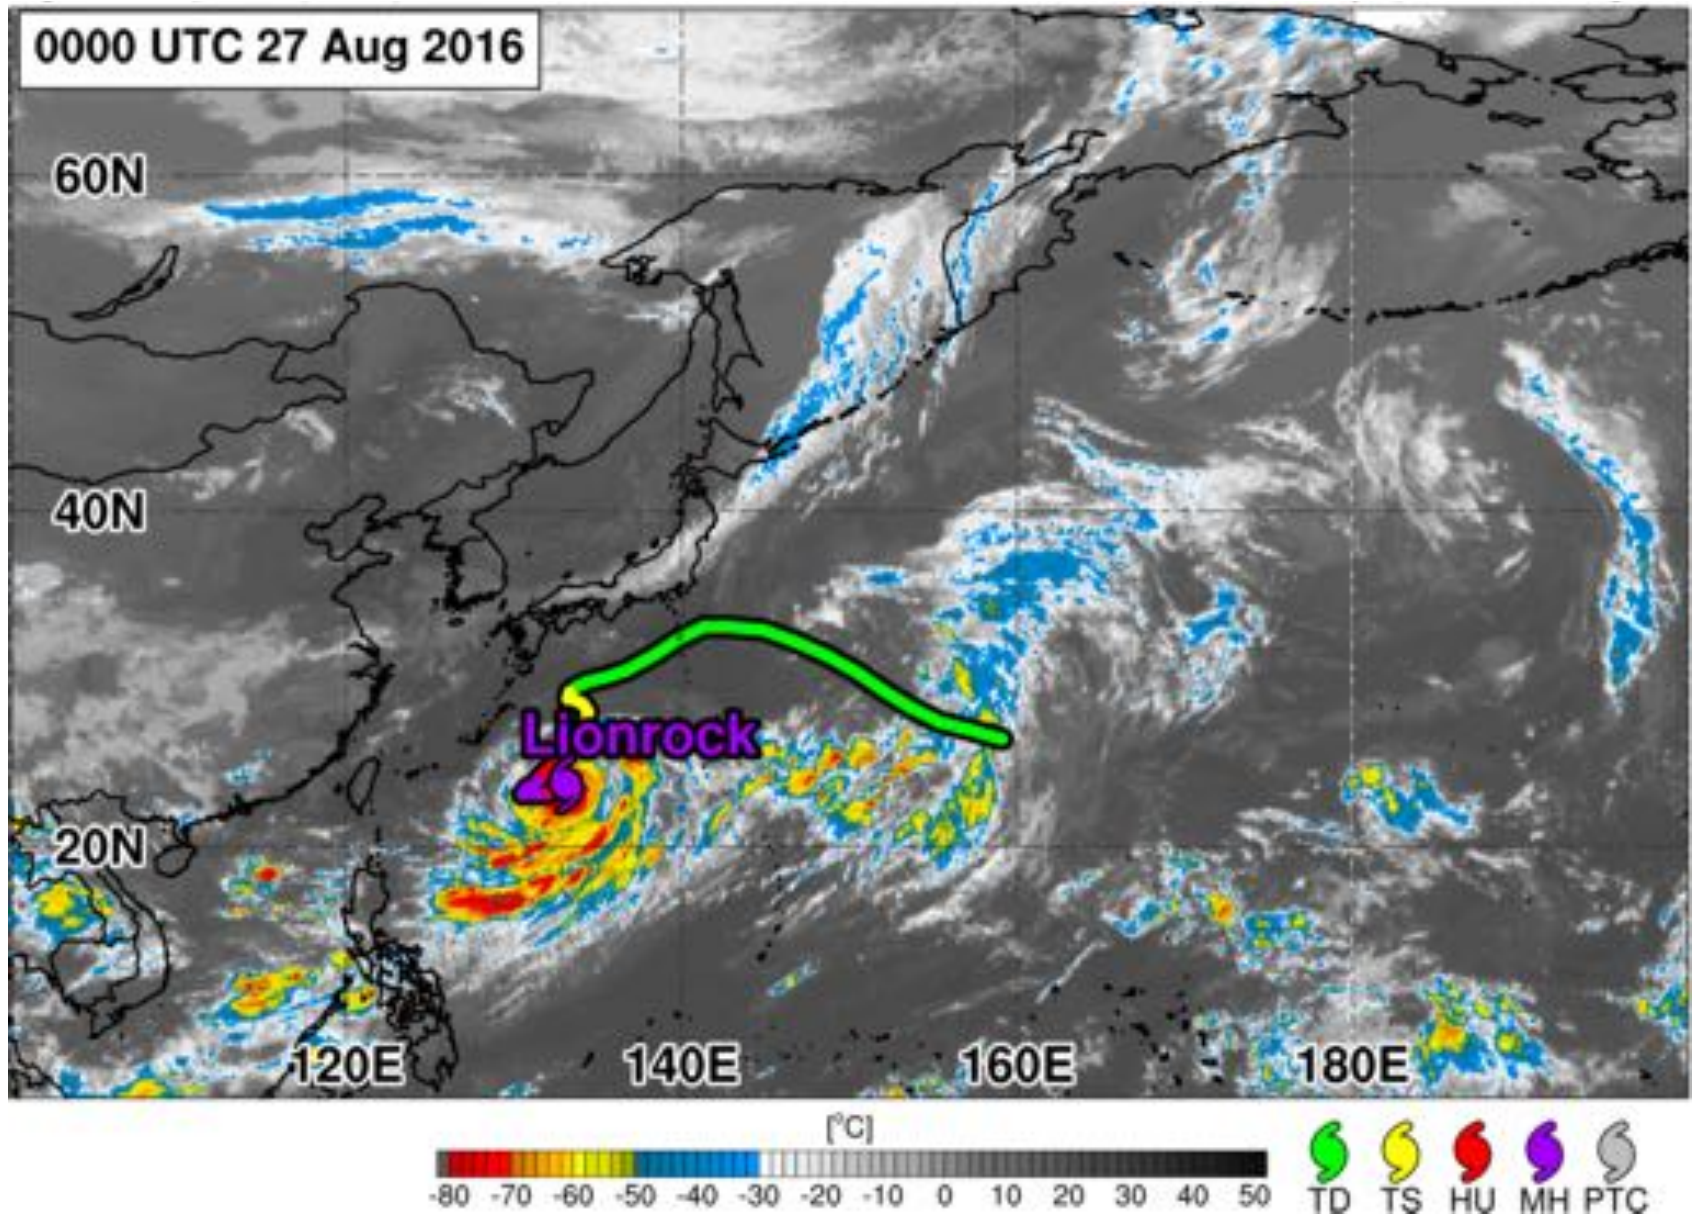 0000 UTC 27 Aug 2016
60N
40N
Lionrock
20N
120E 140E 160E 180E
[°C]
-80 -70 -60 -50 -40 -30 -20 -10 0 10 20 30 40 50
TD TS HU MH PTC